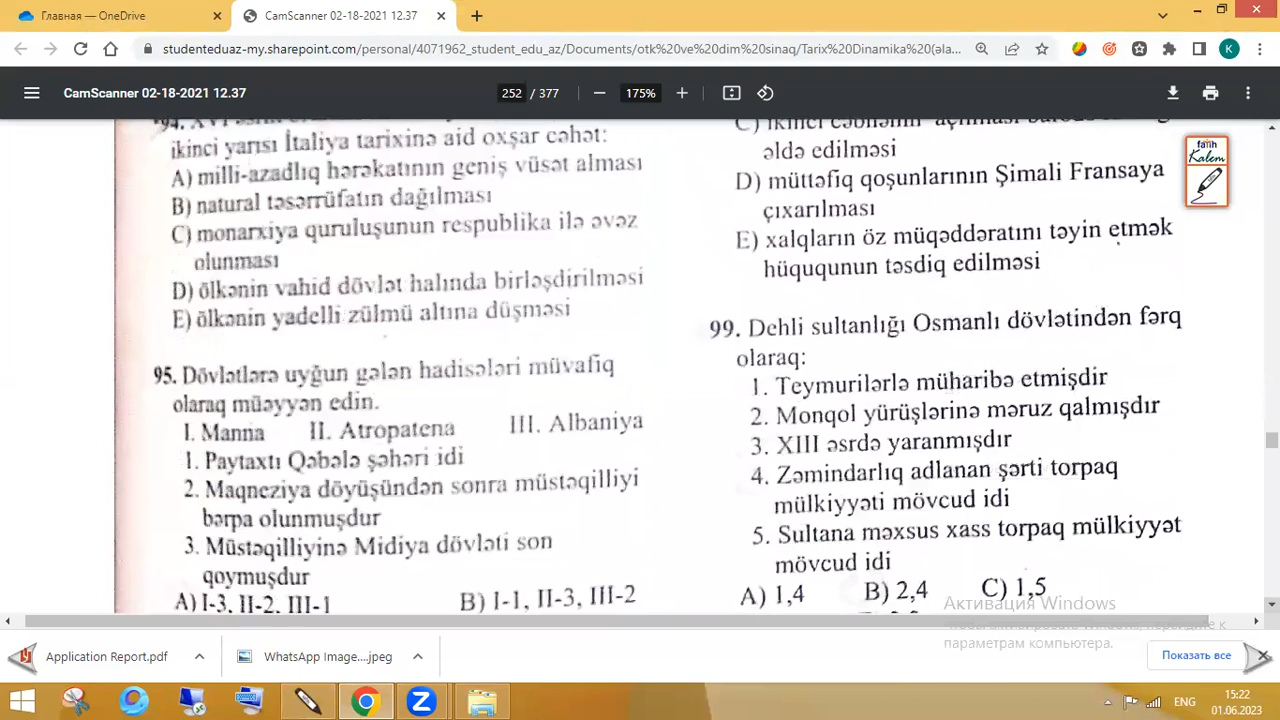 Главная — OneDrive
CamScanner 02-18-2021 12.37
studenteduaz-my.sharepoint.com/personal/4071962_student_edu_az/Documents/otk%20ve%20dim%20sinaq/Tarix%20Dinamika%20(əla...
K
CamScanner 02-18-2021 12.37
252 / 377
175%
ikinci yarısı İtaliya tarixinə aid oxşar cəhət:
A) milli-azadlıq hərəkatının geniş vüsət alması
B) natural təsərrüfatın dağılması
C) monarxiya quruluşunun respublika ilə əvəz
olunması
D) ölkənin vahid dövlət halında birləşdirilməsi
E) ölkənin yadelli zülmü altına düşməsi
95. Dövlətlərə uyğun gələn hadisələri müvafiq
olaraq müəyyən edin.
I. Manna II. Atropatena III. Albaniya
1. Paytaxtı Qəbələ şəhəri idi
2. Maqneziya döyüşündən sonra müstəqilliyi
bərpa olunmuşdur
3. Müstəqilliyinə Midiya dövləti son
qoymuşdur
A) I-3, II-2, III-1 B) I-1, II-3, III-2
əldə edilməsi
D) müttəfiq qoşunlarının Şimali Fransaya
çıxarılması
E) xalqların öz müqəddəratını təyin etmək
hüququnun təsdiq edilməsi
99. Dehli sultanlığı Osmanlı dövlətindən fərq
olaraq:
1. Teymurilərlə müharibə etmişdir
2. Monqol yürüşlərinə məruz qalmışdır
3. XIII əsrdə yaranmışdır
4. Zəmindarlıq adlanan şərti torpaq
mülkiyyəti mövcud idi
5. Sultana məxsus xass torpaq mülkiyyət
mövcud idi
A) 1,4 B) 2,4 C) 1,5
fatih
Kalem
Активация Windows
параметрам компьютера.
Application Report.pdf
WhatsApp Image....jpeg
Показать все
ENG
15:22
01.06.2023